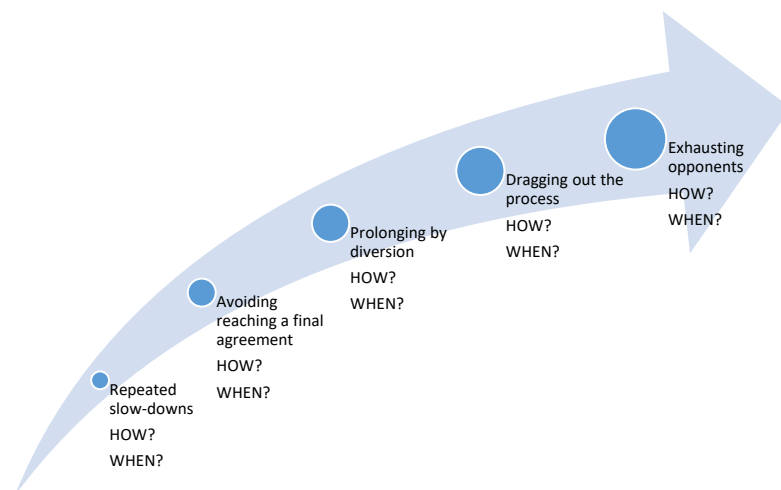 Repeated
slow-downs
HOW?
WHEN?
Avoiding
reaching a final
agreement
HOW?
WHEN?
Prolonging by
diversion
HOW?
WHEN?
Dragging out the
process
HOW?
WHEN?
Exhausting
opponents
HOW?
WHEN?